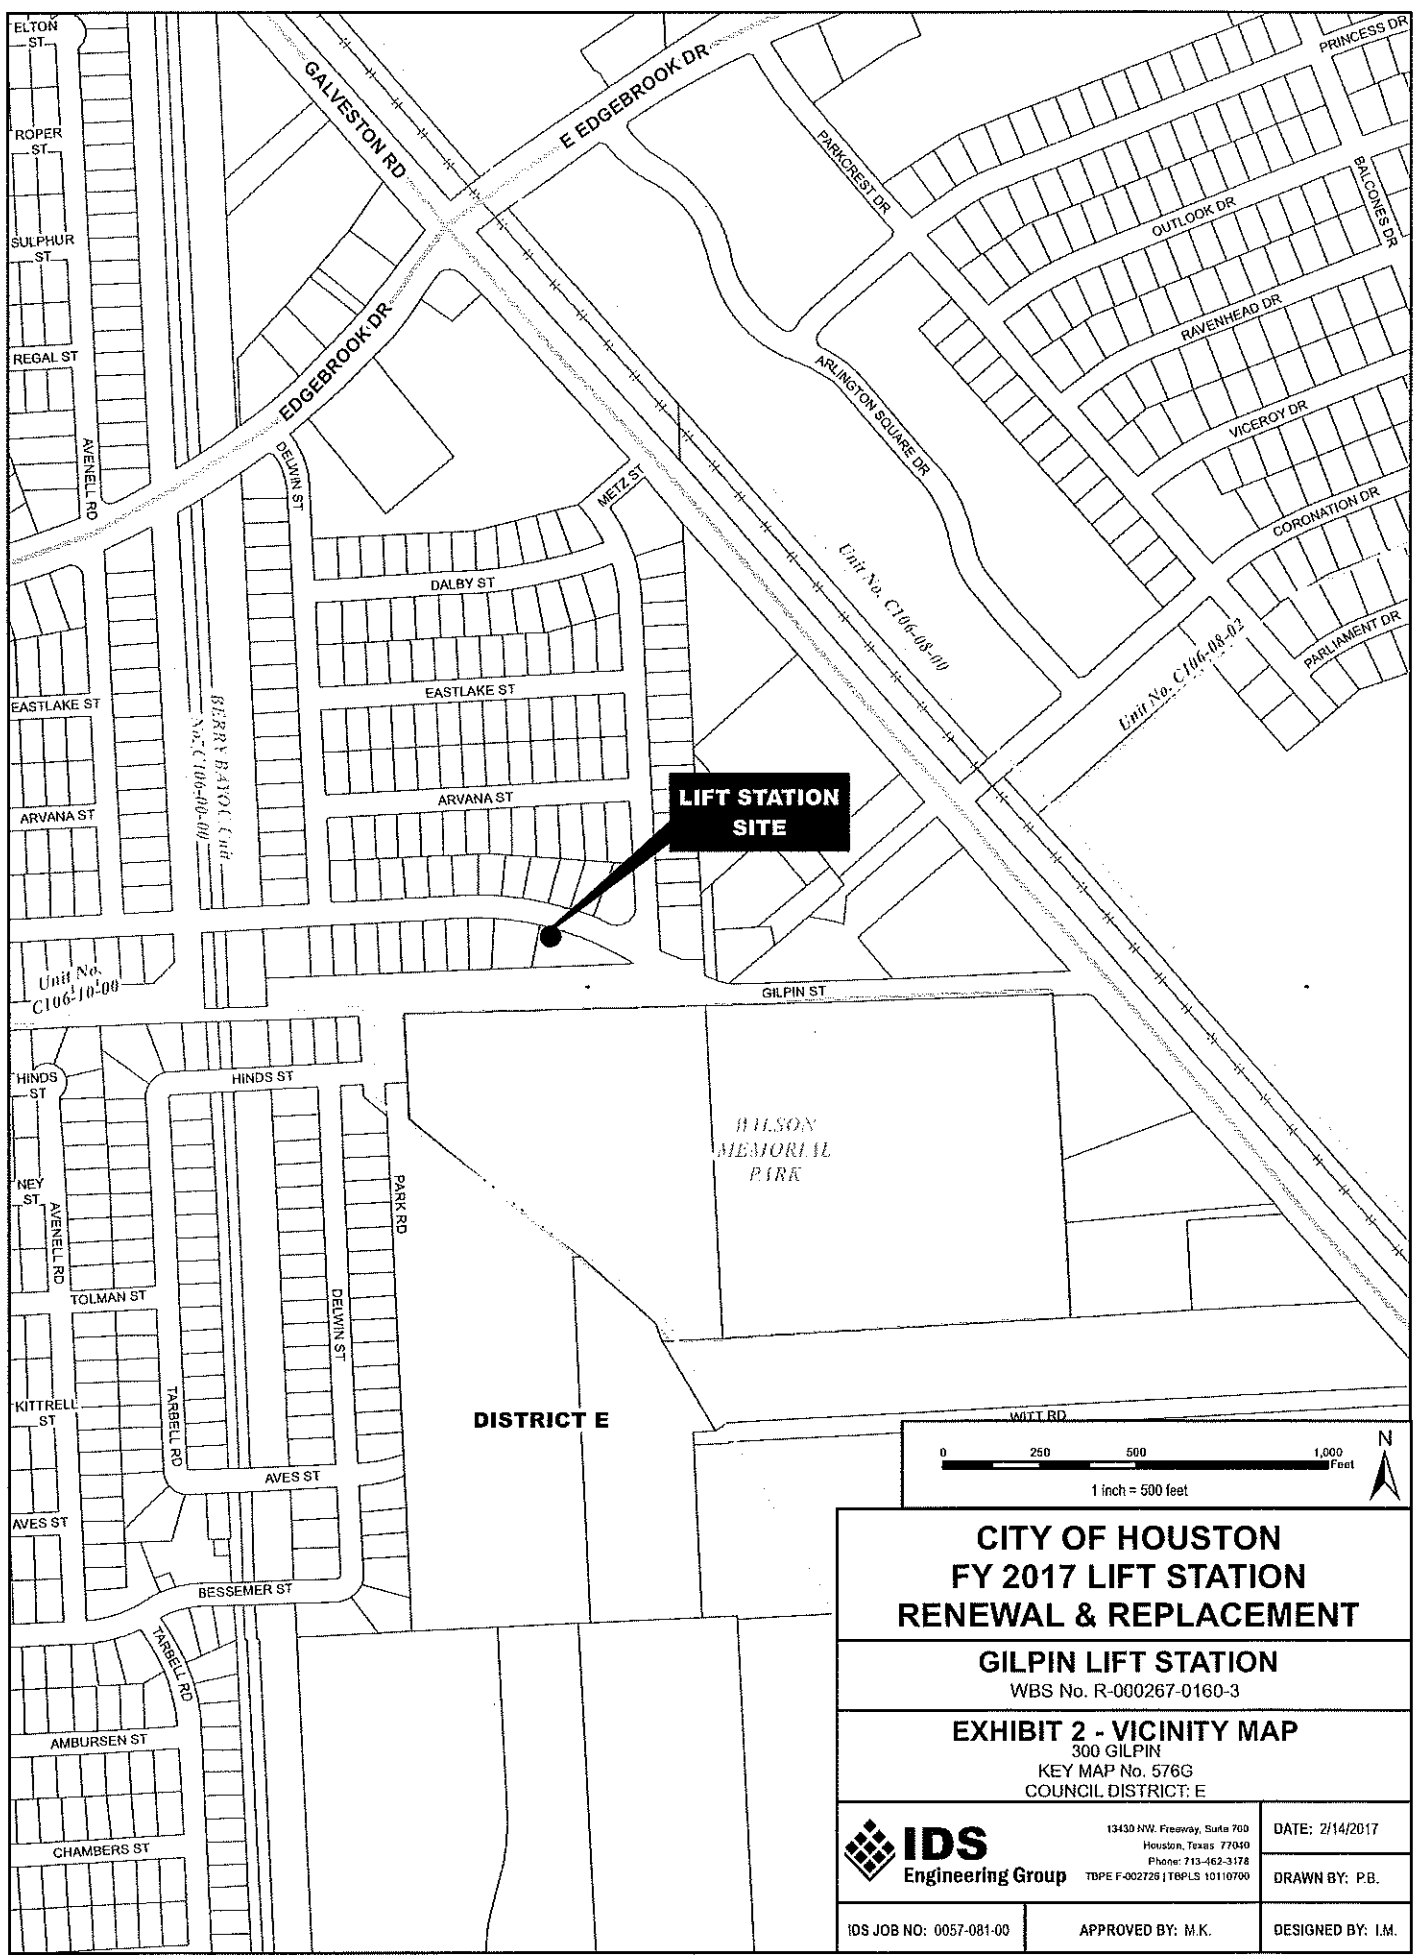 ELTON
ST
ROPER
ST
SULPHUR
ST
REGAL ST
AVENELL RD
GALVESTON RD
E EDGEBROOK DR
EDGEBROOK DR
PRINCESS DR
PARKCREST DR
BALCONES DR
OUTLOOK DR
RAVENHEAD DR
ARLINGTON SQUARE DR
VICEROY DR
CORONATION DR
PARLIAMENT DR
DELWIN ST
METZ ST
DALBY ST
Unit No. C106-08-00
Unit No. C106-08-02
EASTLAKE ST
EASTLAKE ST
BERRY BAYOU, Unit
No. C106-00-00
ARVANA ST
ARVANA ST
LIFT STATION
SITE
Unit No.
C106-10-00
GILPIN ST
HINDS
ST
HINDS ST
WILSON
MEMORIAL
PARK
NEY
ST
AVENELL RD
PARK RD
TOLMAN ST
DELWIN ST
KITTRELL
ST
TARBELL RD
DISTRICT E
WITT RD
AVES ST
AVES ST
BESSEMER ST
TARBELL RD
AMBURSEN ST
CHAMBERS ST
0 250 500 1,000
Feet
N
1 inch = 500 feet
CITY OF HOUSTON
FY 2017 LIFT STATION
RENEWAL & REPLACEMENT
GILPIN LIFT STATION
WBS No. R-000267-0160-3
EXHIBIT 2 - VICINITY MAP
300 GILPIN
KEY MAP No. 576G
COUNCIL DISTRICT: E
IDS
Engineering Group
13430 NW. Freeway, Suite 700
Houston, Texas 77040
Phone: 713-462-3178
TBPE F-002726 | TBPLS 10110700
DATE: 2/14/2017
DRAWN BY: P.B.
IDS JOB NO: 0057-081-00
APPROVED BY: M.K.
DESIGNED BY: I.M.